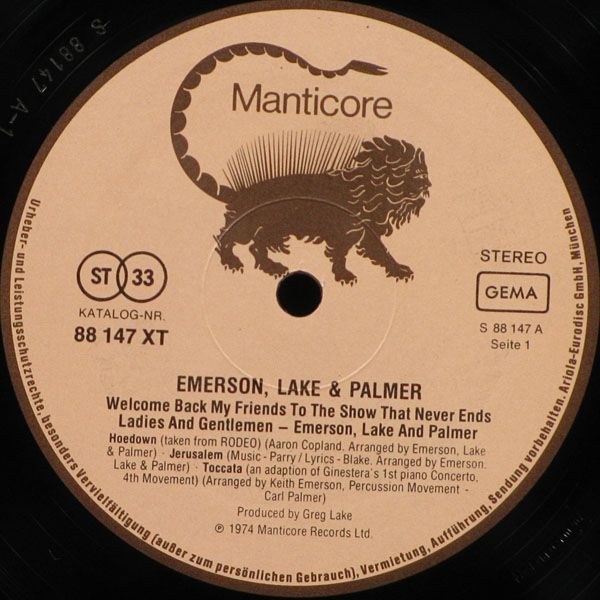 S 88147 A-1
Manticore
ST 33
KATALOG-NR.
88 147 XT
STEREO
GEMA
S 88 147 A
Seite 1
EMERSON, LAKE & PALMER
Welcome Back My Friends To The Show That Never Ends
Ladies And Gentlemen – Emerson, Lake And Palmer
Hoedown (taken from RODEO) (Aaron Copland. Arranged by Emerson, Lake
& Palmer) · Jerusalem (Music - Parry / Lyrics - Blake. Arranged by Emerson.
Lake & Palmer) · Toccata (an adaption of Ginestera's 1st piano Concerto,
4th Movement) (Arranged by Keith Emerson, Percussion Movement -
Carl Palmer)
Produced by Greg Lake
℗ 1974 Manticore Records Ltd.
Urheber- und Leistungsschutzrechte, besonders Vervielfältigung (außer zum persönlichen Gebrauch), Vermietung, Aufführung, Sendung vorbehalten. Ariola-Eurodisc GmbH, München